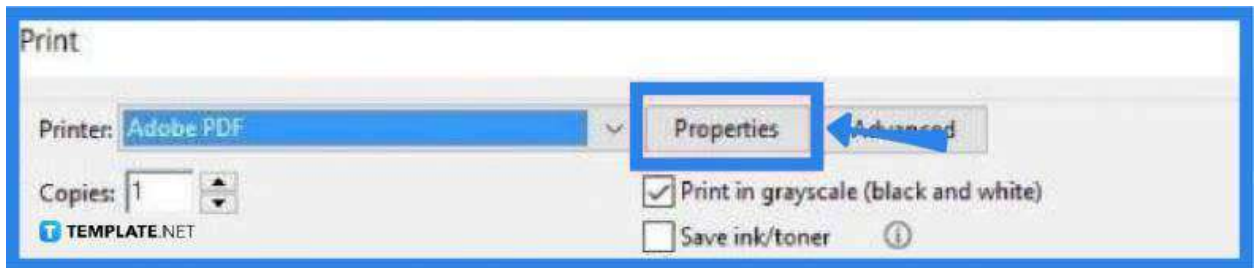 Print
Printer: Adobe PDF Properties Advanced
Copies: 1 Print in grayscale (black and white)
TEMPLATE.NET Save ink/toner